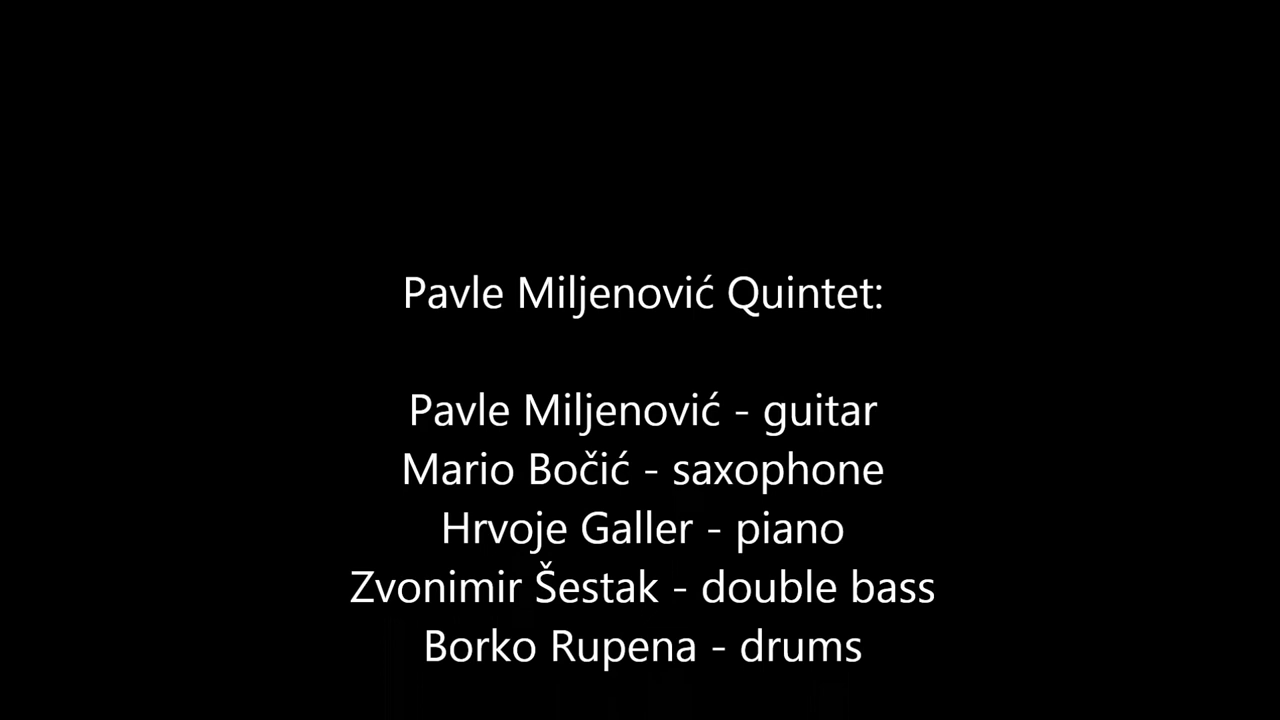 Pavle Miljenović Quintet:
Pavle Miljenović - guitar
Mario Bočić - saxophone
Hrvoje Galler - piano
Zvonimir Šestak - double bass
Borko Rupena - drums